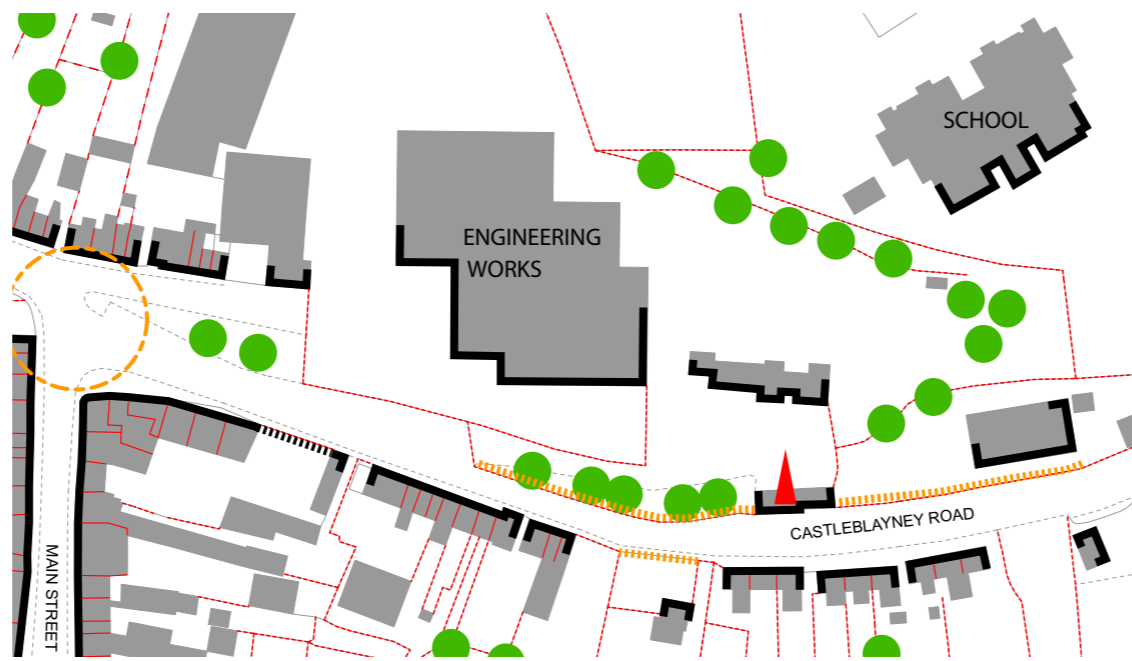 SCHOOL
ENGINEERING
WORKS
CASTLEBLAYNEY ROAD
MAIN STREET